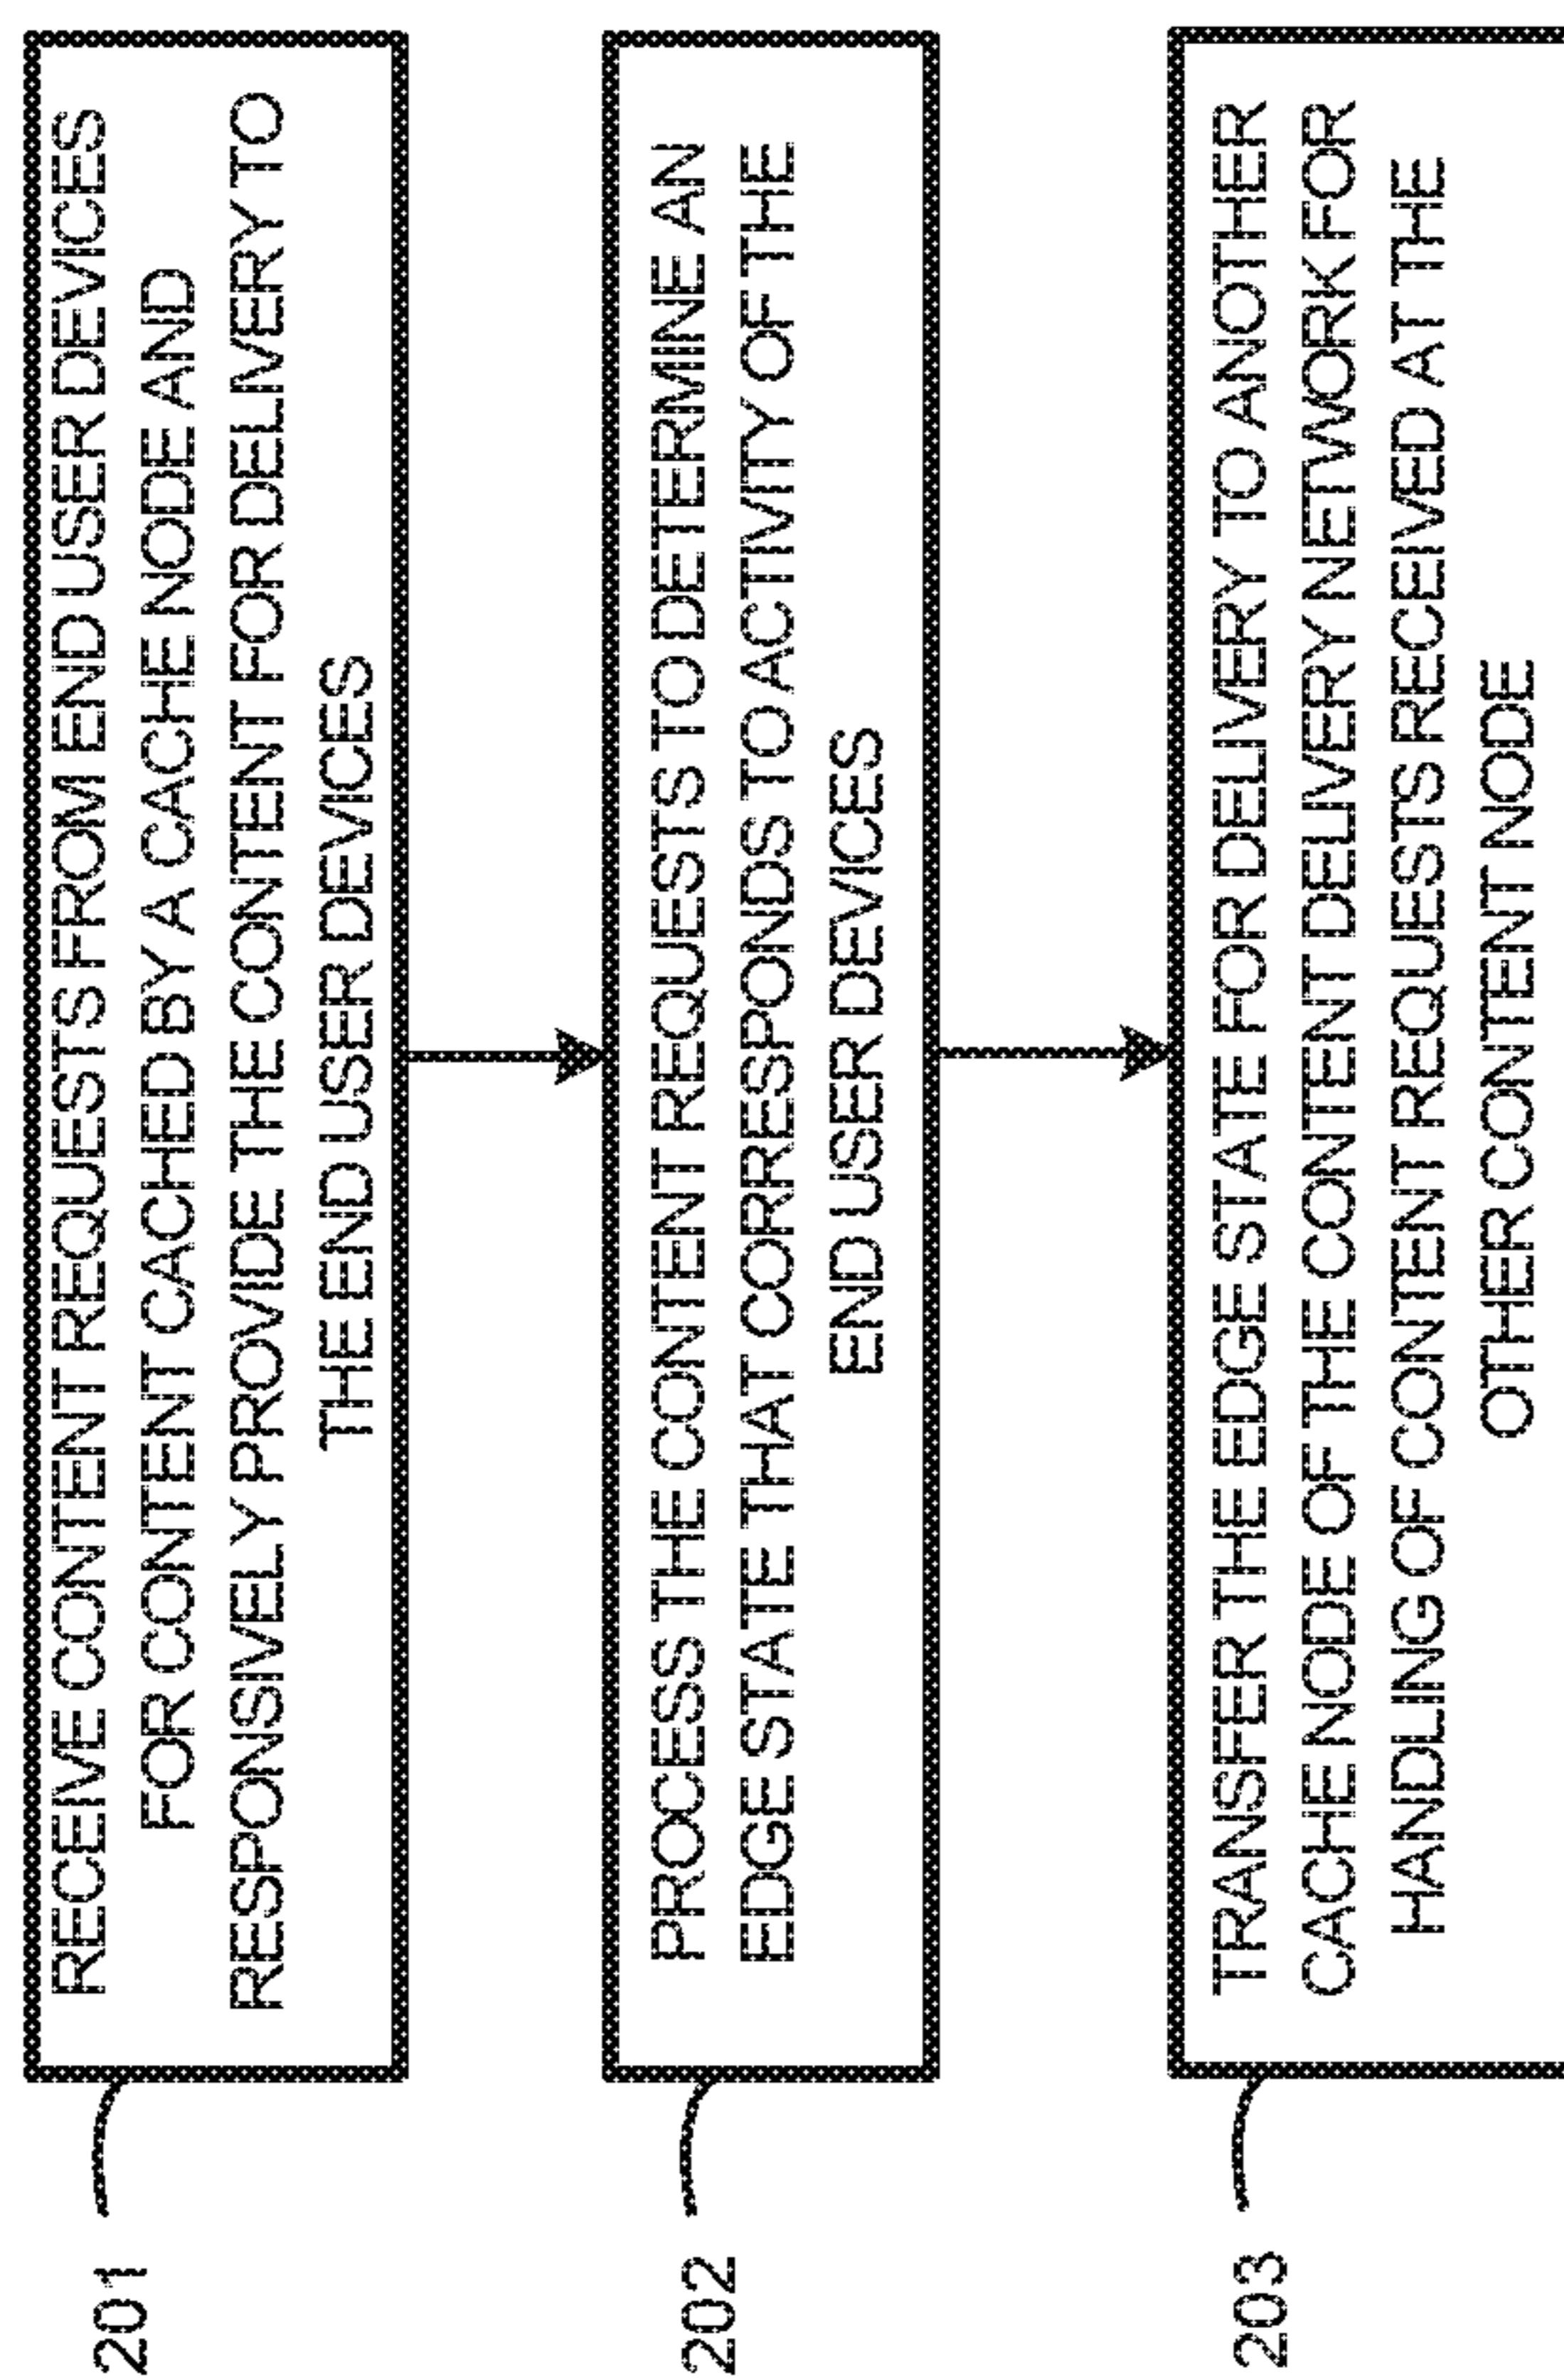 201
RECEIVE CONTENT REQUESTS FROM END USER DEVICES
FOR CONTENT CACHED BY A CACHE NODE AND
RESPONSIVELY PROVIDE THE CONTENT FOR DELIVERY TO
THE END USER DEVICES
202
PROCESS THE CONTENT REQUESTS TO DETERMINE AN
EDGE STATE THAT CORRESPONDS TO ACTIVITY OF THE
END USER DEVICES
203
TRANSFER THE EDGE STATE FOR DELIVERY TO ANOTHER
CACHE NODE OF THE CONTENT DELIVERY NETWORK FOR
HANDLING OF CONTENT REQUESTS RECEIVED AT THE
OTHER CONTENT NODE